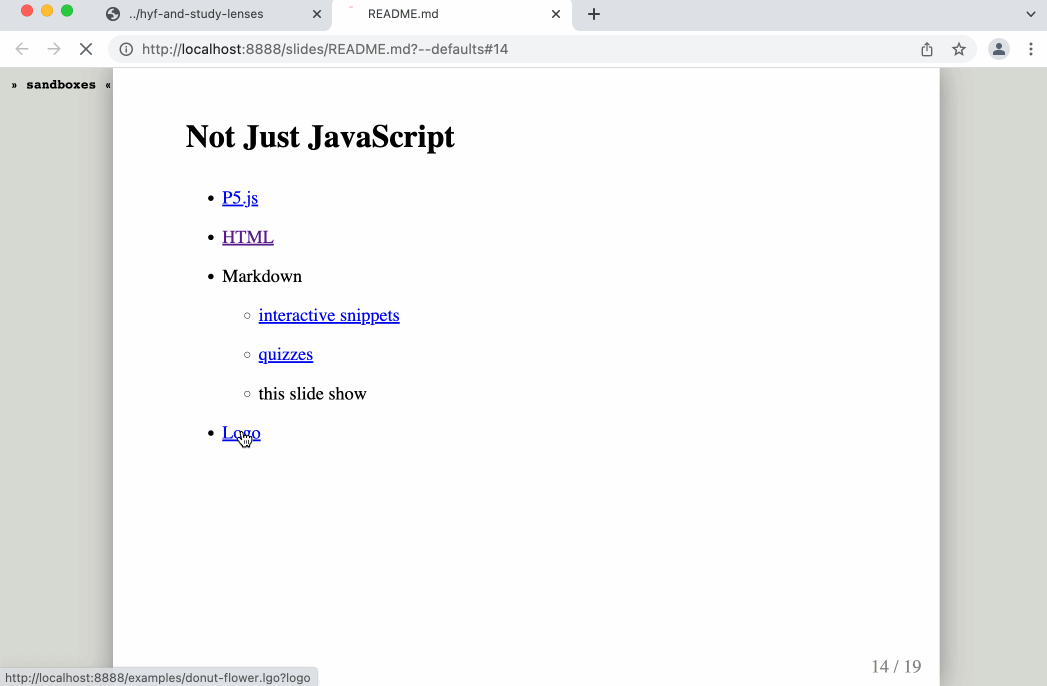 ../hyf-and-study-lenses
README.md
http://localhost:8888/slides/README.md?--defaults#14
» sandboxes «
Not Just JavaScript
• P5.js
• HTML
• Markdown
◦ interactive snippets
◦ quizzes
◦ this slide show
• Logo
14 / 19
http://localhost:8888/examples/donut-flower.lgo?logo